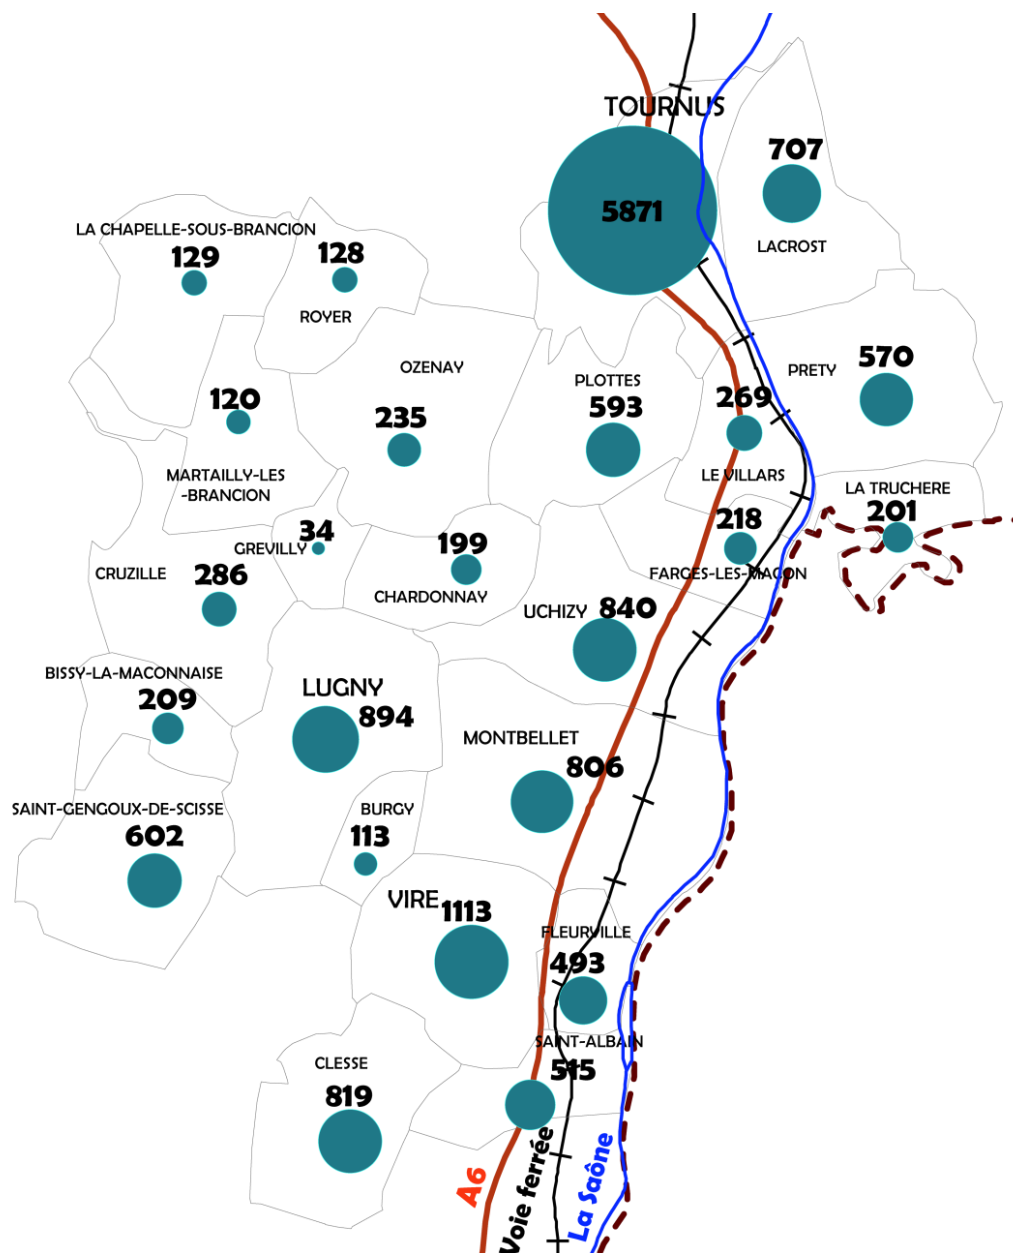 TOURNUS
5871
707
LACROST
LA CHAPELLE-SOUS-BRANCION
129
128
ROYER
OZENAY
235
PLOTTES
593
269
LE VILLARS
PRETY
570
120
MARTAILLY-LES
-BRANCION
LA TRUCHERE
201
34
GREVILLY
199
CHARDONNAY
218
FARGES-LES-MACON
CRUZILLE
286
UCHIZY 840
BISSY-LA-MACONNAISE
209
LUGNY
894
MONTBELLET
806
SAINT-GENGOUX-DE-SCISSE
602
BURGY
113
VIRE 1113
FLEURVILLE
493
SAINT-ALBAIN
515
CLESSE
819
A6
Voie ferrée
La Saône